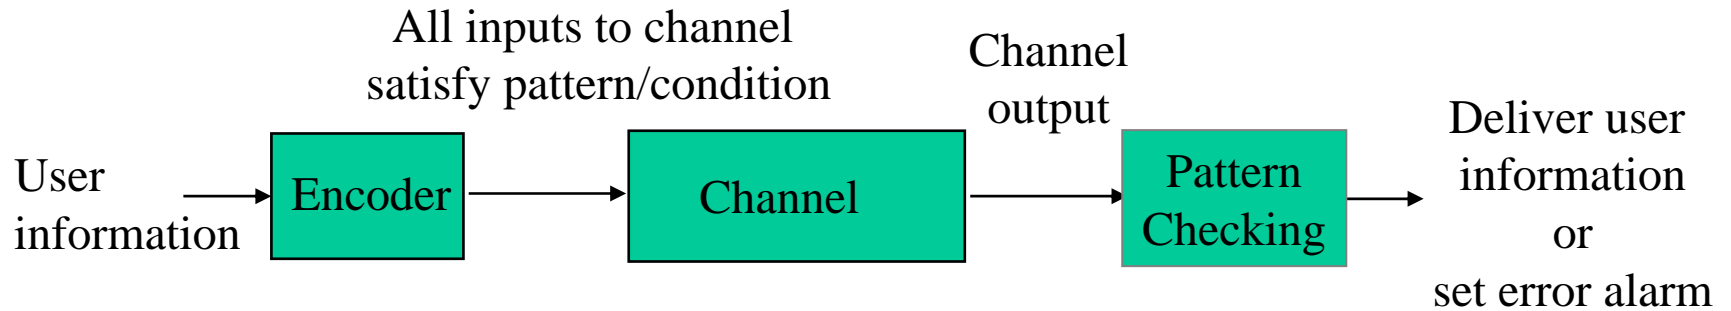 All inputs to channel
satisfy pattern/condition
Channel
output
User
information
Encoder
Channel
Pattern
Checking
Deliver user
information
or
set error alarm